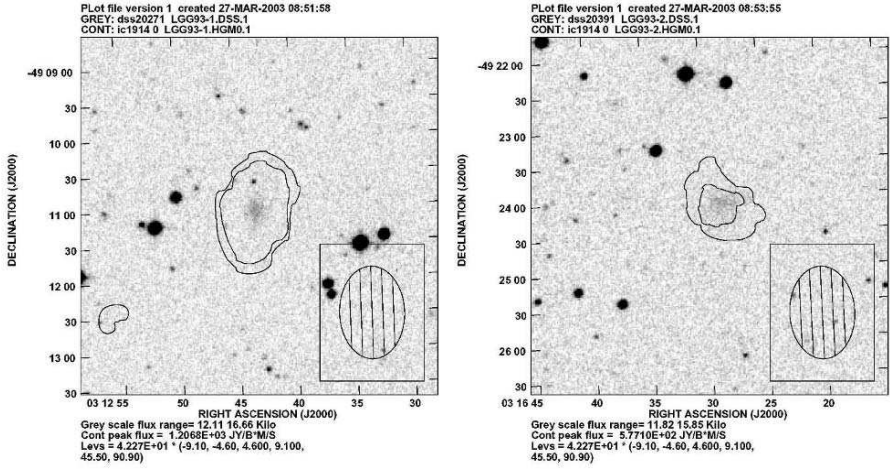 PLot file version 1 created 27-MAR-2003 08:51:58
GREY: dss20271 LGG93-1.DSS.1
CONT: ic1914 0 LGG93-1.HGM0.1
DECLINATION (J2000)
-49 09 00
30
10 00
30
11 00
30
12 00
30
13 00
30
03 12 55
50
45
40
35
30
RIGHT ASCENSION (J2000)
Grey scale flux range= 12.11 16.66 Kilo
Cont peak flux = 1.2068E+03 JY/B*M/S
Levs = 4.227E+01 * (-9.10, -4.60, 4.600, 9.100,
45.50, 90.90)
PLot file version 1 created 27-MAR-2003 08:53:55
GREY: dss20391 LGG93-2.DSS.1
CONT: ic1914 0 LGG93-2.HGM0.1
DECLINATION (J2000)
-49 22 00
30
23 00
30
24 00
30
25 00
30
26 00
30
03 16 45
40
35
30
25
20
RIGHT ASCENSION (J2000)
Grey scale flux range= 11.82 15.85 Kilo
Cont peak flux = 5.7710E+02 JY/B*M/S
Levs = 4.227E+01 * (-9.10, -4.60, 4.600, 9.100,
45.50, 90.90)